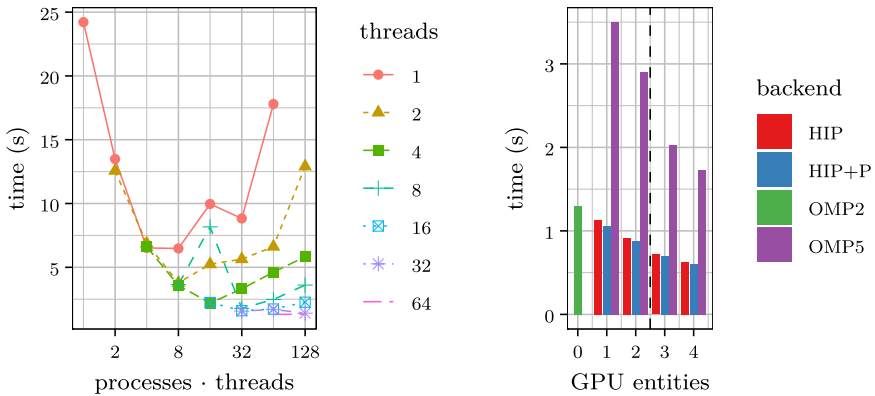 25
20
15
10
5
time (s)
2
8
32
128
processes · threads
threads
1
2
4
8
16
32
64
3
2
1
0
time (s)
0
1
2
3
4
GPU entities
backend
HIP
HIP+P
OMP2
OMP5